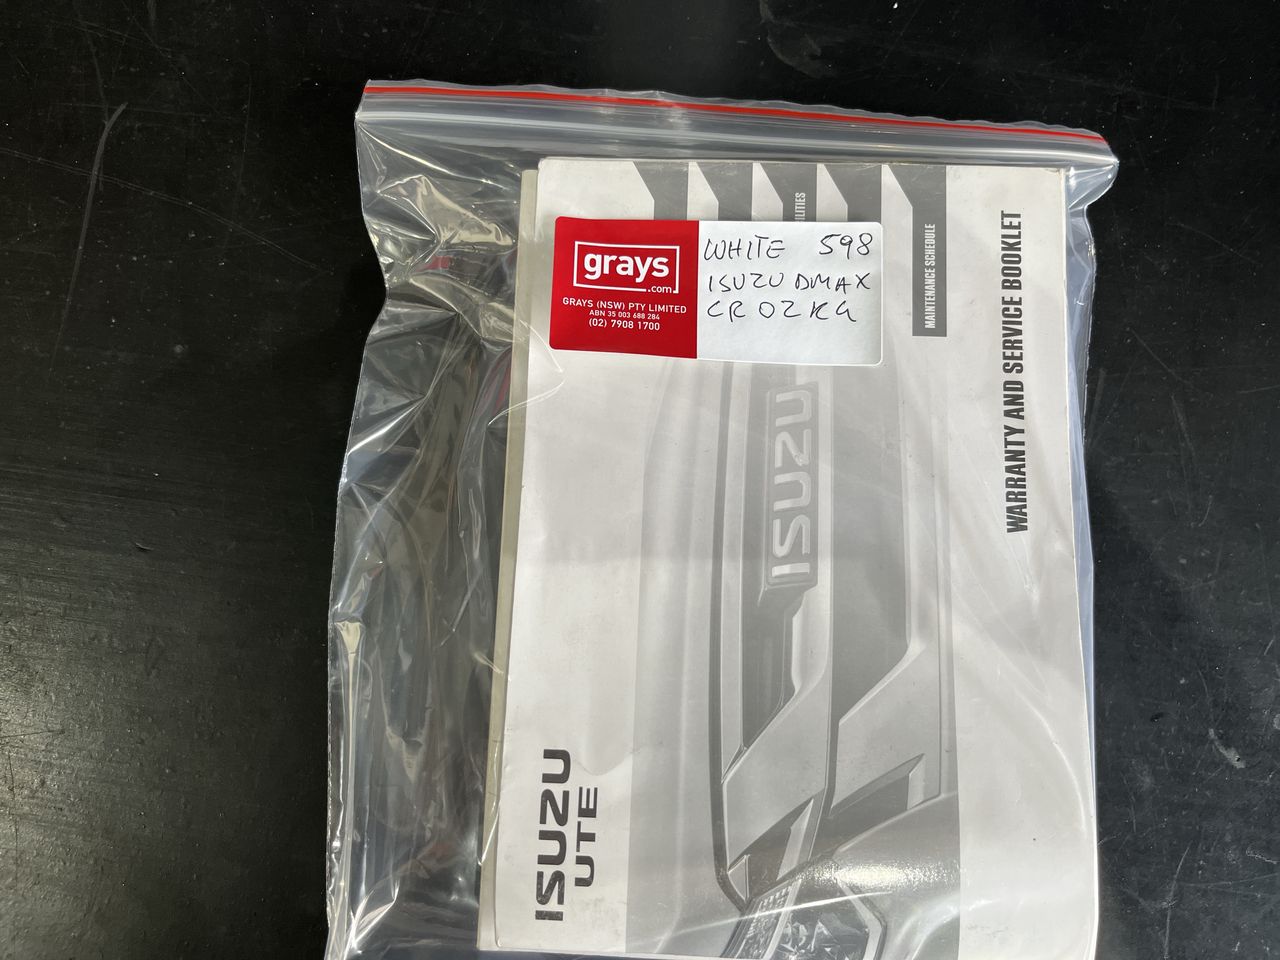 grays
.com
GRAYS (NSW) PTY LIMITED
ABN 35 003 688 284
(02) 7908 1700
WHITE 598
ISUZU DMAX
CR02KG
MAINTENANCE SCHEDULE
WARRANTY AND SERVICE BOOKLET
ISUZU
ISUZU
UTE